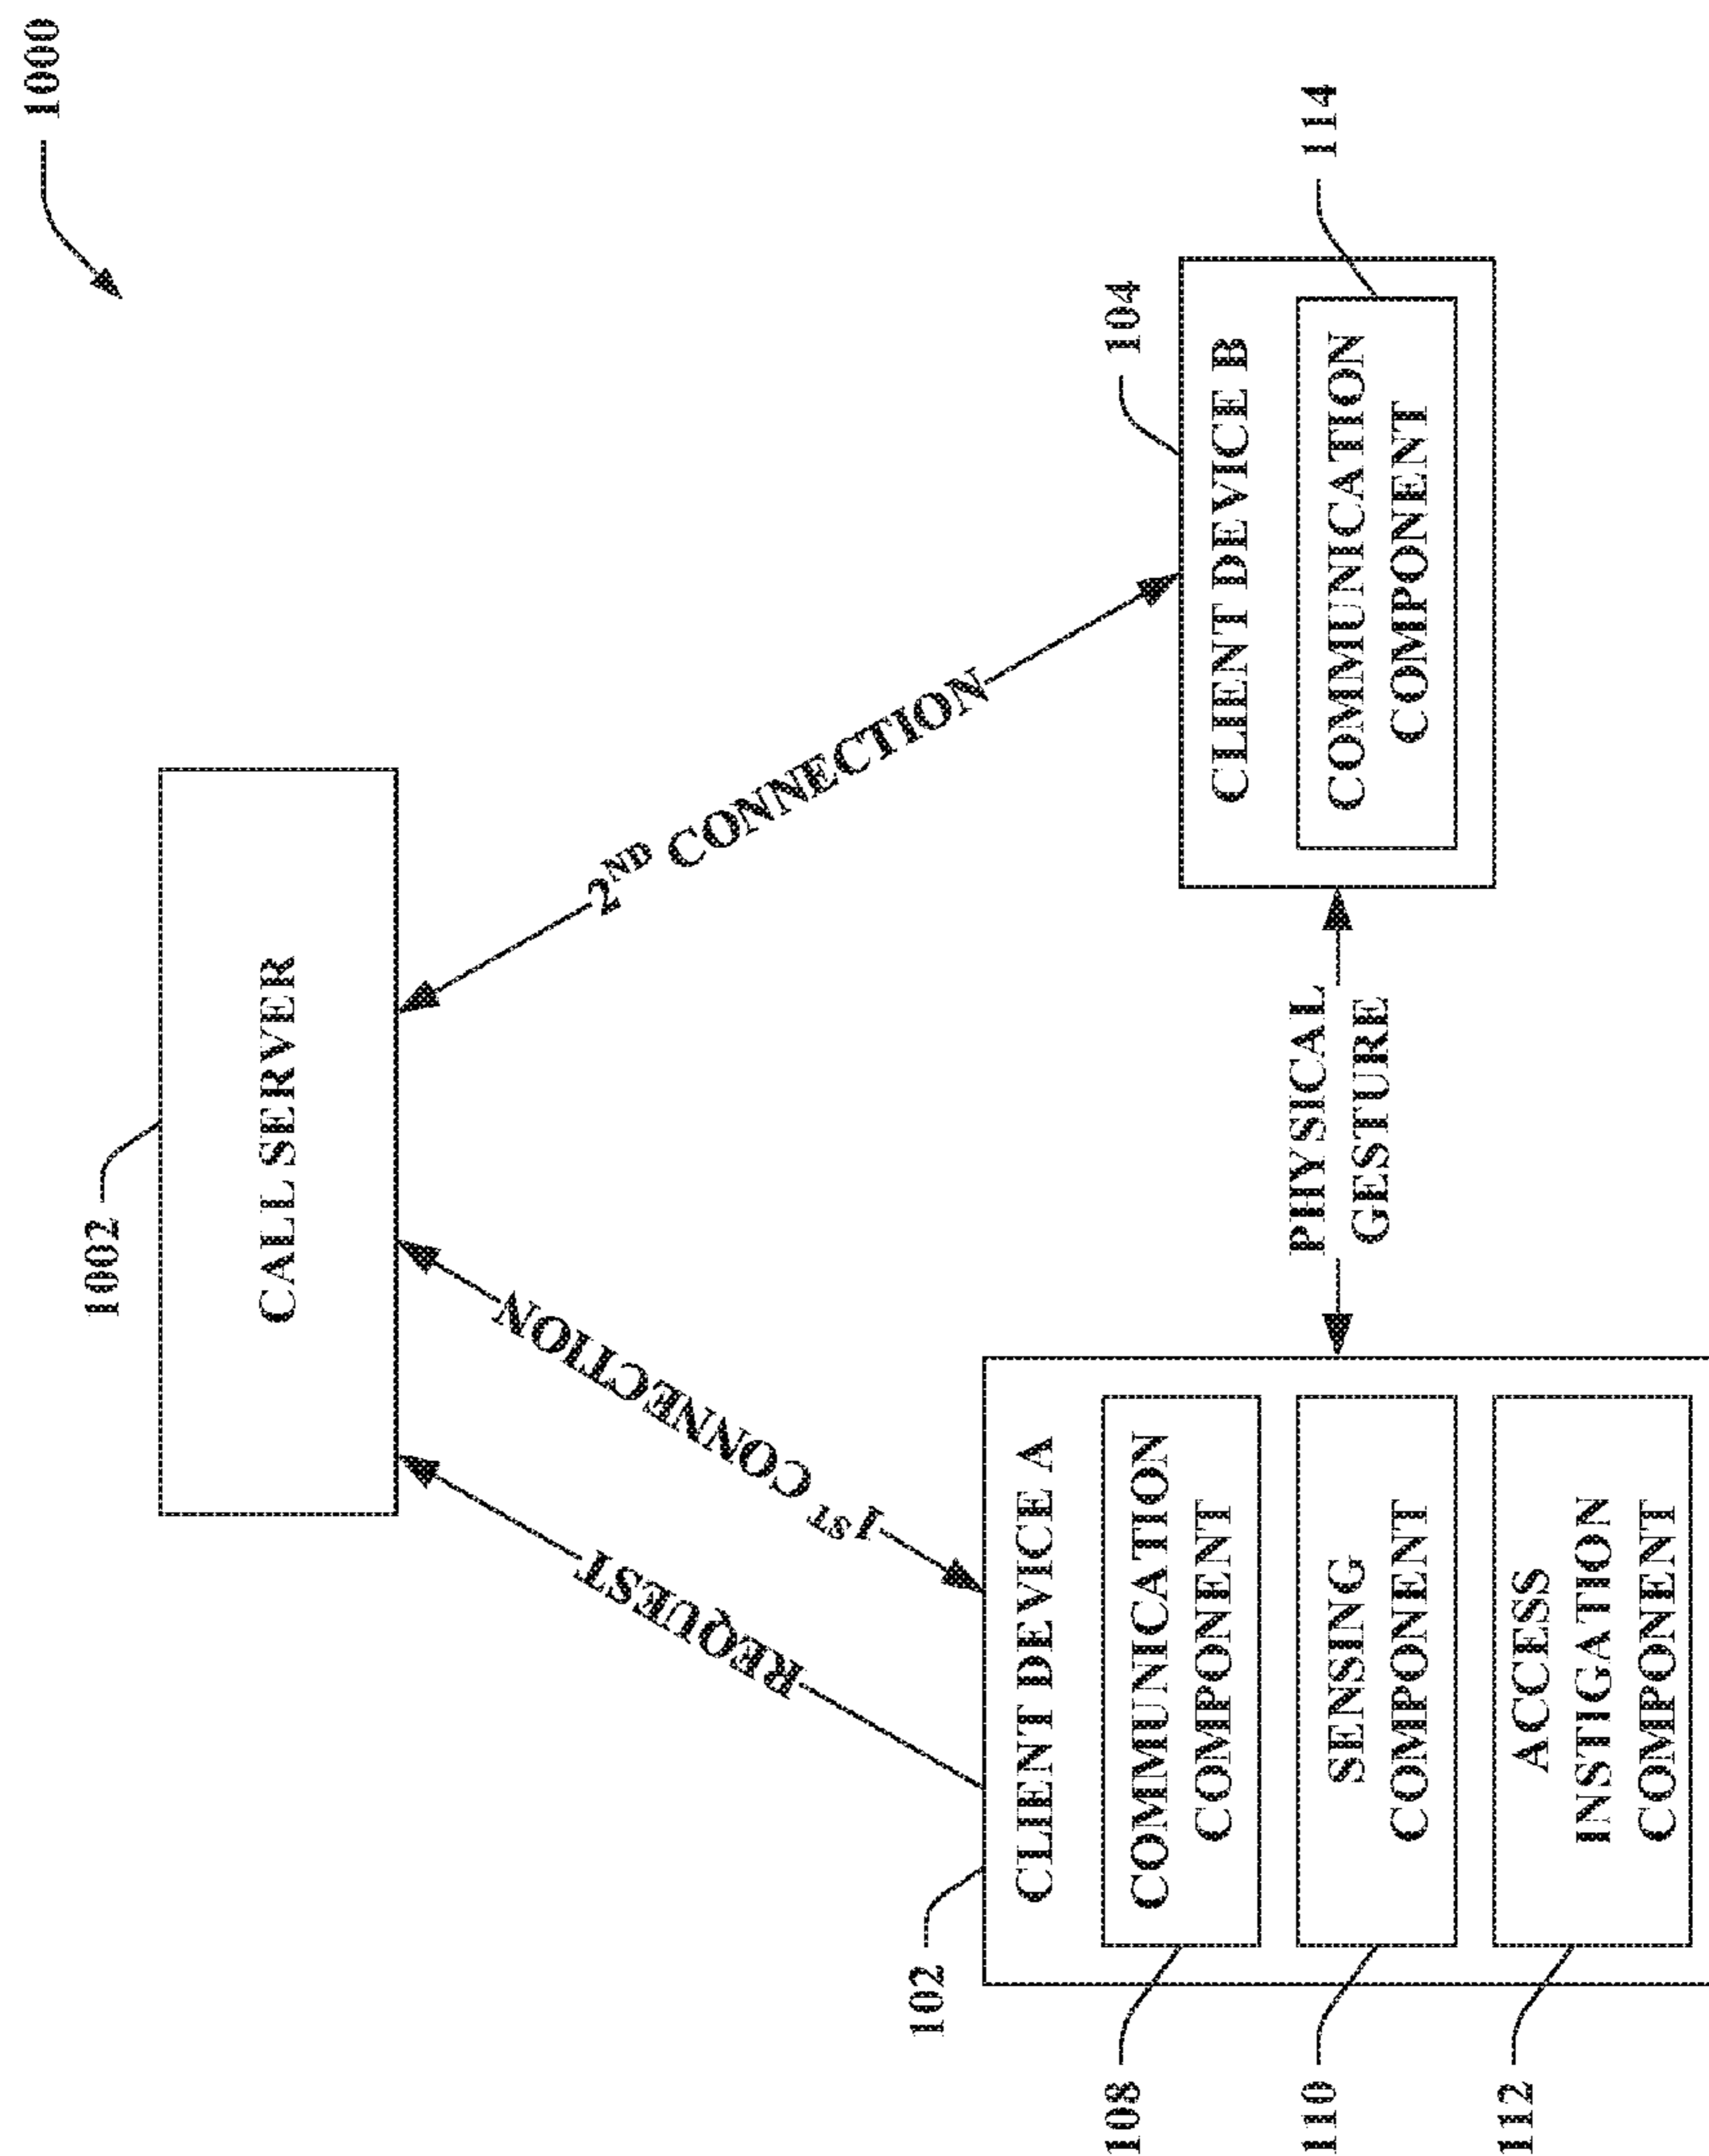 1000
1002
CALL SERVER
REQUEST
1ST CONNECTION
2ND CONNECTION
102
CLIENT DEVICE A
108
COMMUNICATION
COMPONENT
110
SENSING
COMPONENT
112
ACCESS
INSTIGATION
COMPONENT
PHYSICAL
GESTURE
104
CLIENT DEVICE B
COMMUNICATION
COMPONENT
114